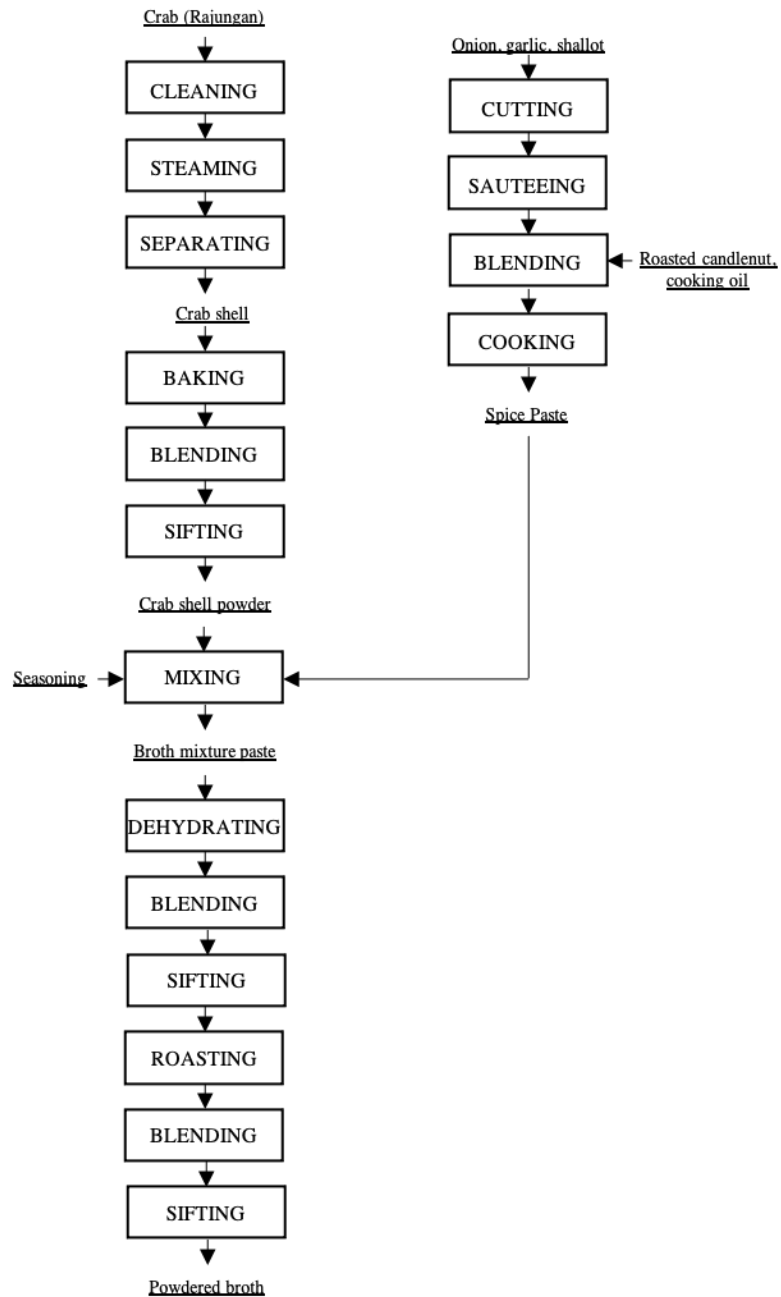 Crab (Rajungan)
CLEANING
STEAMING
SEPARATING
Crab shell
BAKING
BLENDING
SIFTING
Crab shell powder
Onion, garlic, shallot
CUTTING
SAUTEEING
BLENDING
Roasted candlenut,
cooking oil
COOKING
Spice Paste
Seasoning
MIXING
Broth mixture paste
DEHYDRATING
BLENDING
SIFTING
ROASTING
BLENDING
SIFTING
Powdered broth